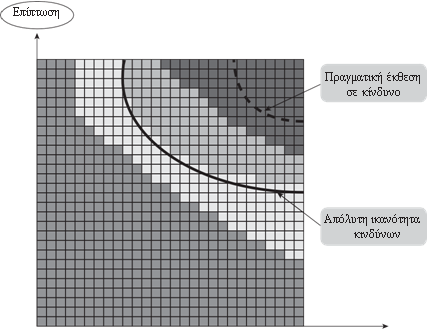 Επίπτωση
Πραγματική έκθεση
σε κίνδυνο
Απόλυτη ικανότητα
κινδύνων